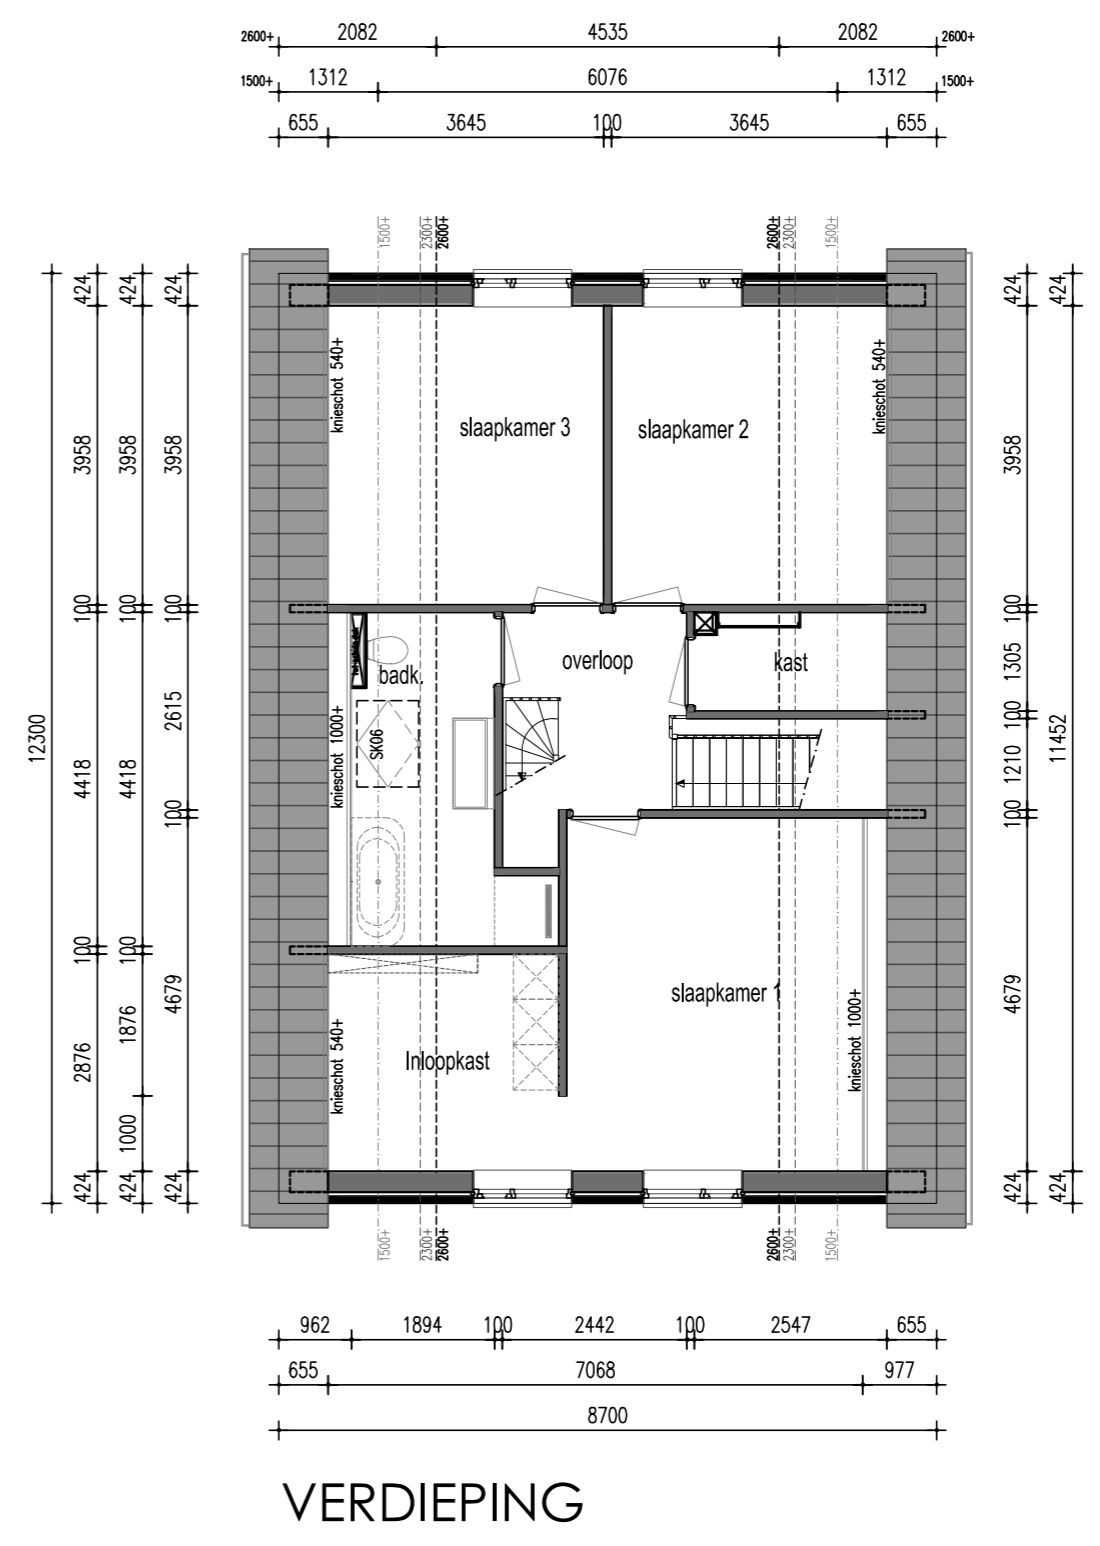 2600+ 2082 4535 2082 2600+
1500+ 1312 6076 1312 1500+
655 3645 100 3645 655
1500+ 2300+ 2600+ 2600+ 2300+ 1500+
424 424 424 424 424
knieschot 540+ knieschot 540+
slaapkamer 3 slaapkamer 2
3958 3958 3958 3958
100 100 100 100
overloop kast
badk.
1305
12300 2615 100 11452
knieschot 1000+ SK06
4418 4418 1210
100 100
slaapkamer 1
100 100 4679 4679
1876
knieschot 540+ Inloopkast knieschot 1000+
2876
1000
424 424 424 424 424
1500+ 2300+ 2600+ 2600+ 2300+ 1500+
962 1894 100 2442 100 2547 655
655 7068 977
8700
VERDIEPING